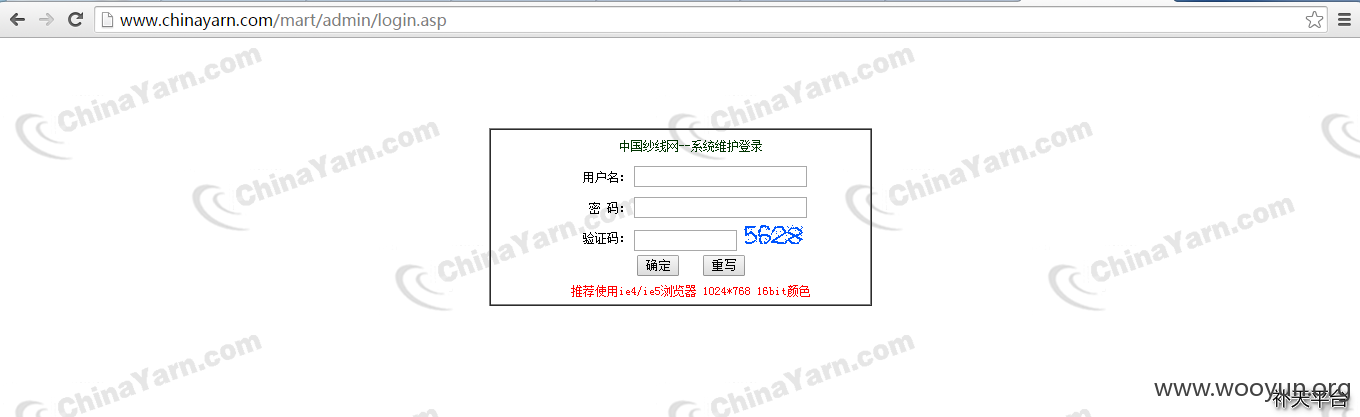 www.chinayarn.com/mart/admin/login.asp
ChinaYarn.com
ChinaYarn.com
ChinaYarn.com
ChinaYarn.com
中国纱线网--系统维护登录
用户名：
密 码：
ChinaYarn.com
ChinaYarn.com
验证码： 5628
确定 重写
推荐使用ie4/ie5浏览器 1024*768 16bit颜色
ChinaYarn.com
ChinaYarn.com
www.wooyun.org
补天平台